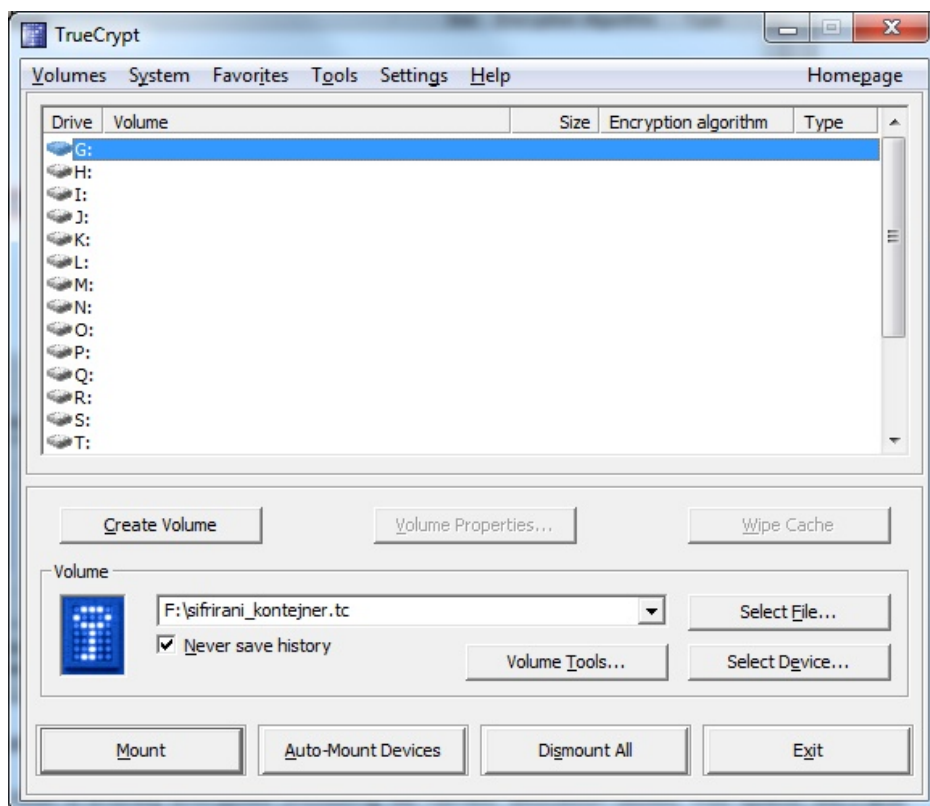 TrueCrypt
Volumes System Favorites Tools Settings Help Homepage
Drive Volume Size Encryption algorithm Type
G:
H:
I:
J:
K:
L:
M:
N:
O:
P:
Q:
R:
S:
T:
Create Volume Volume Properties... Wipe Cache
Volume
F:\sifrirani_kontejner.tc Select File...
Never save history
Volume Tools... Select Device...
Mount Auto-Mount Devices Dismount All Exit